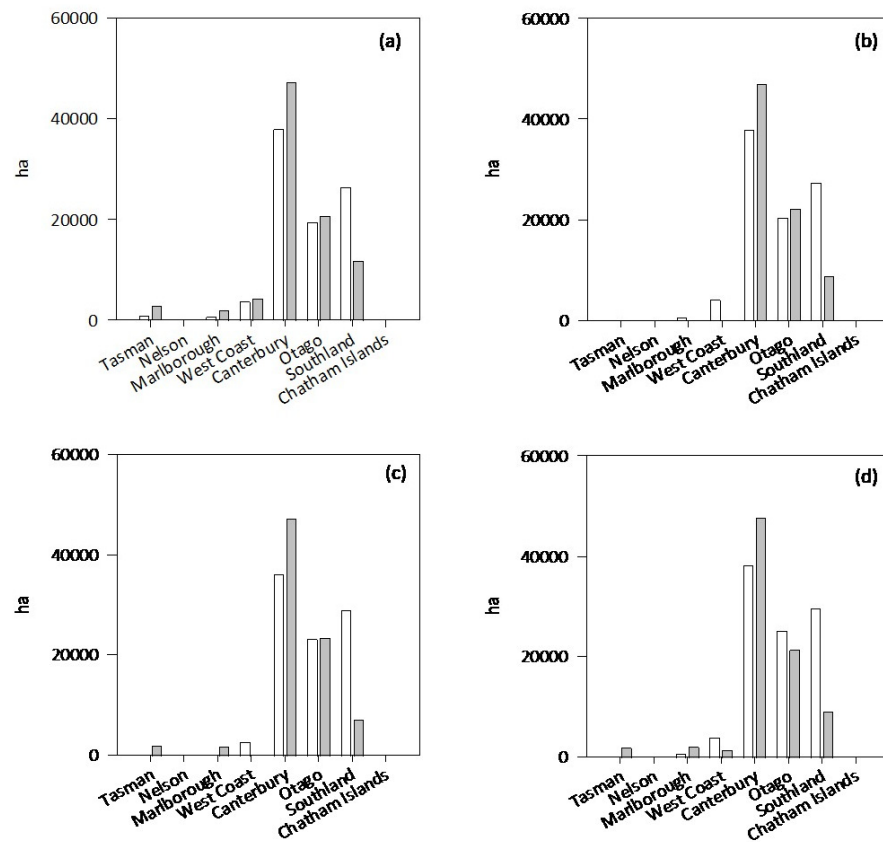 (a)
60000
40000
20000
0
ha
Tasman
Nelson
Marlborough
West Coast
Canterbury
Otago
Southland
Chatham Islands
(b)
60000
40000
20000
0
ha
Tasman
Nelson
Marlborough
West Coast
Canterbury
Otago
Southland
Chatham Islands
(c)
60000
40000
20000
0
ha
Tasman
Nelson
Marlborough
West Coast
Canterbury
Otago
Southland
Chatham Islands
(d)
60000
40000
20000
0
ha
Tasman
Nelson
Marlborough
West Coast
Canterbury
Otago
Southland
Chatham Islands